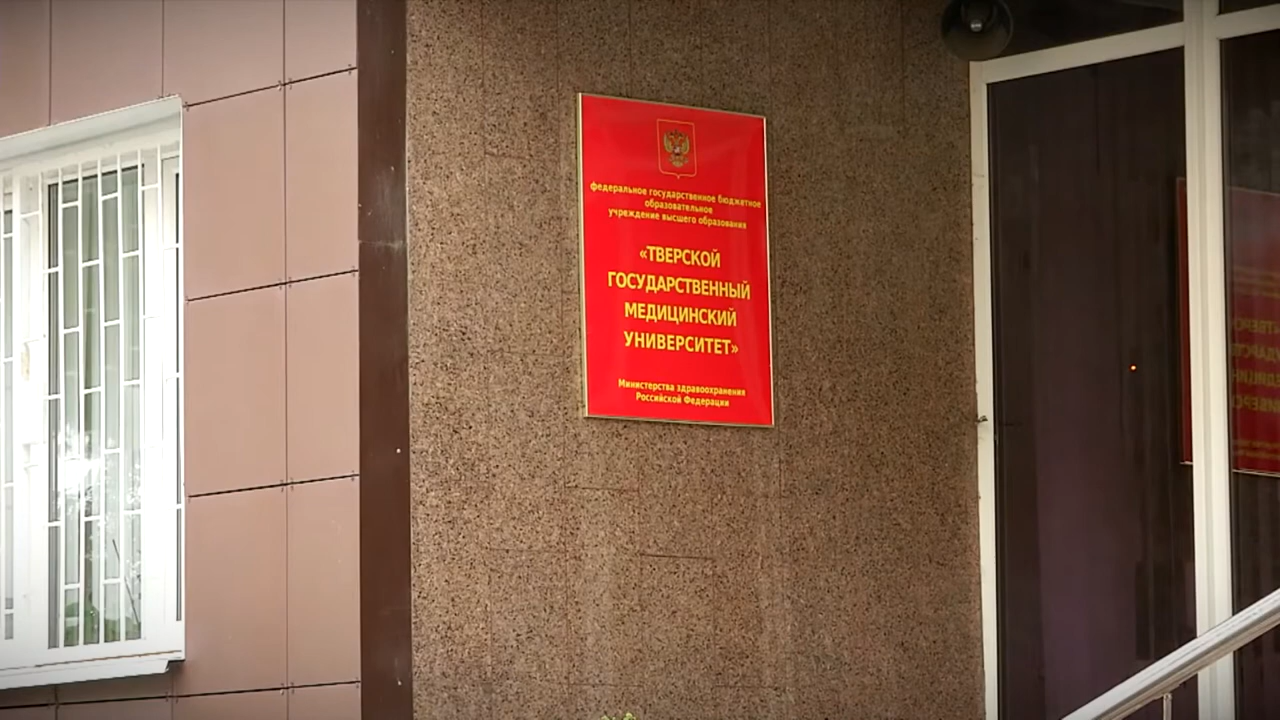 федеральное государственное бюджетное
образовательное
учреждение высшего образования
«ТВЕРСКОЙ
ГОСУДАРСТВЕННЫЙ
МЕДИЦИНСКИЙ
УНИВЕРСИТЕТ»
Министерства здравоохранения
Российской Федерации